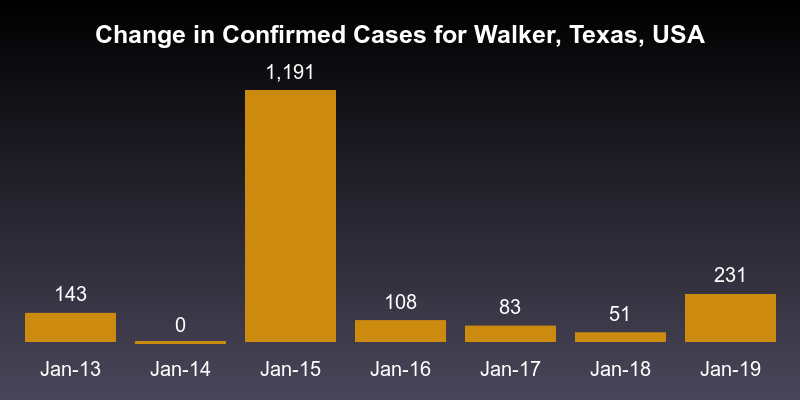 Change in Confirmed Cases for Walker, Texas, USA
1,191
143
0
108
83
51
231
Jan-13
Jan-14
Jan-15
Jan-16
Jan-17
Jan-18
Jan-19